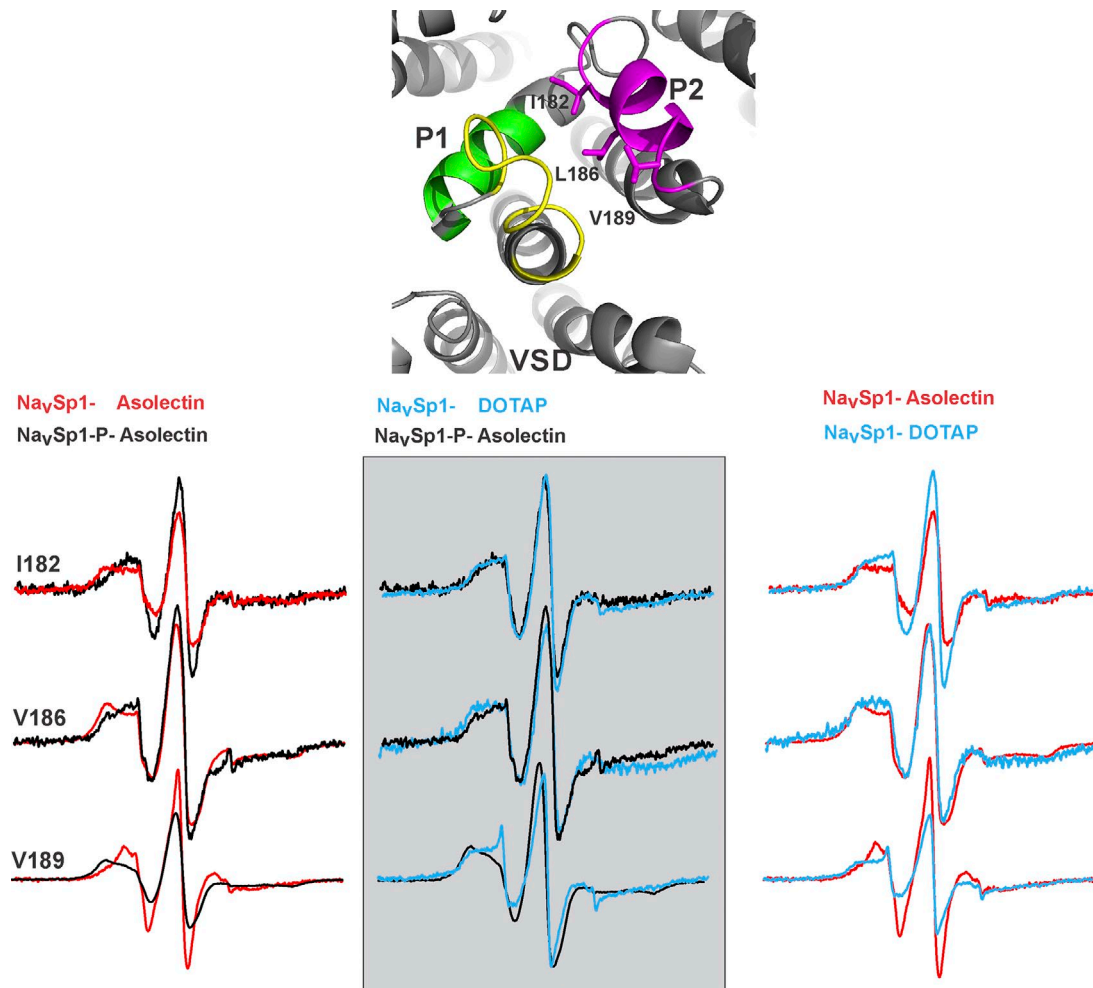 I182
P2
P1
L186
V189
VSD
NavSp1- Asolectin
NavSp1-P- Asolectin
NavSp1- DOTAP
NavSp1-P- Asolectin
NavSp1- Asolectin
NavSp1- DOTAP
I182
V186
V189